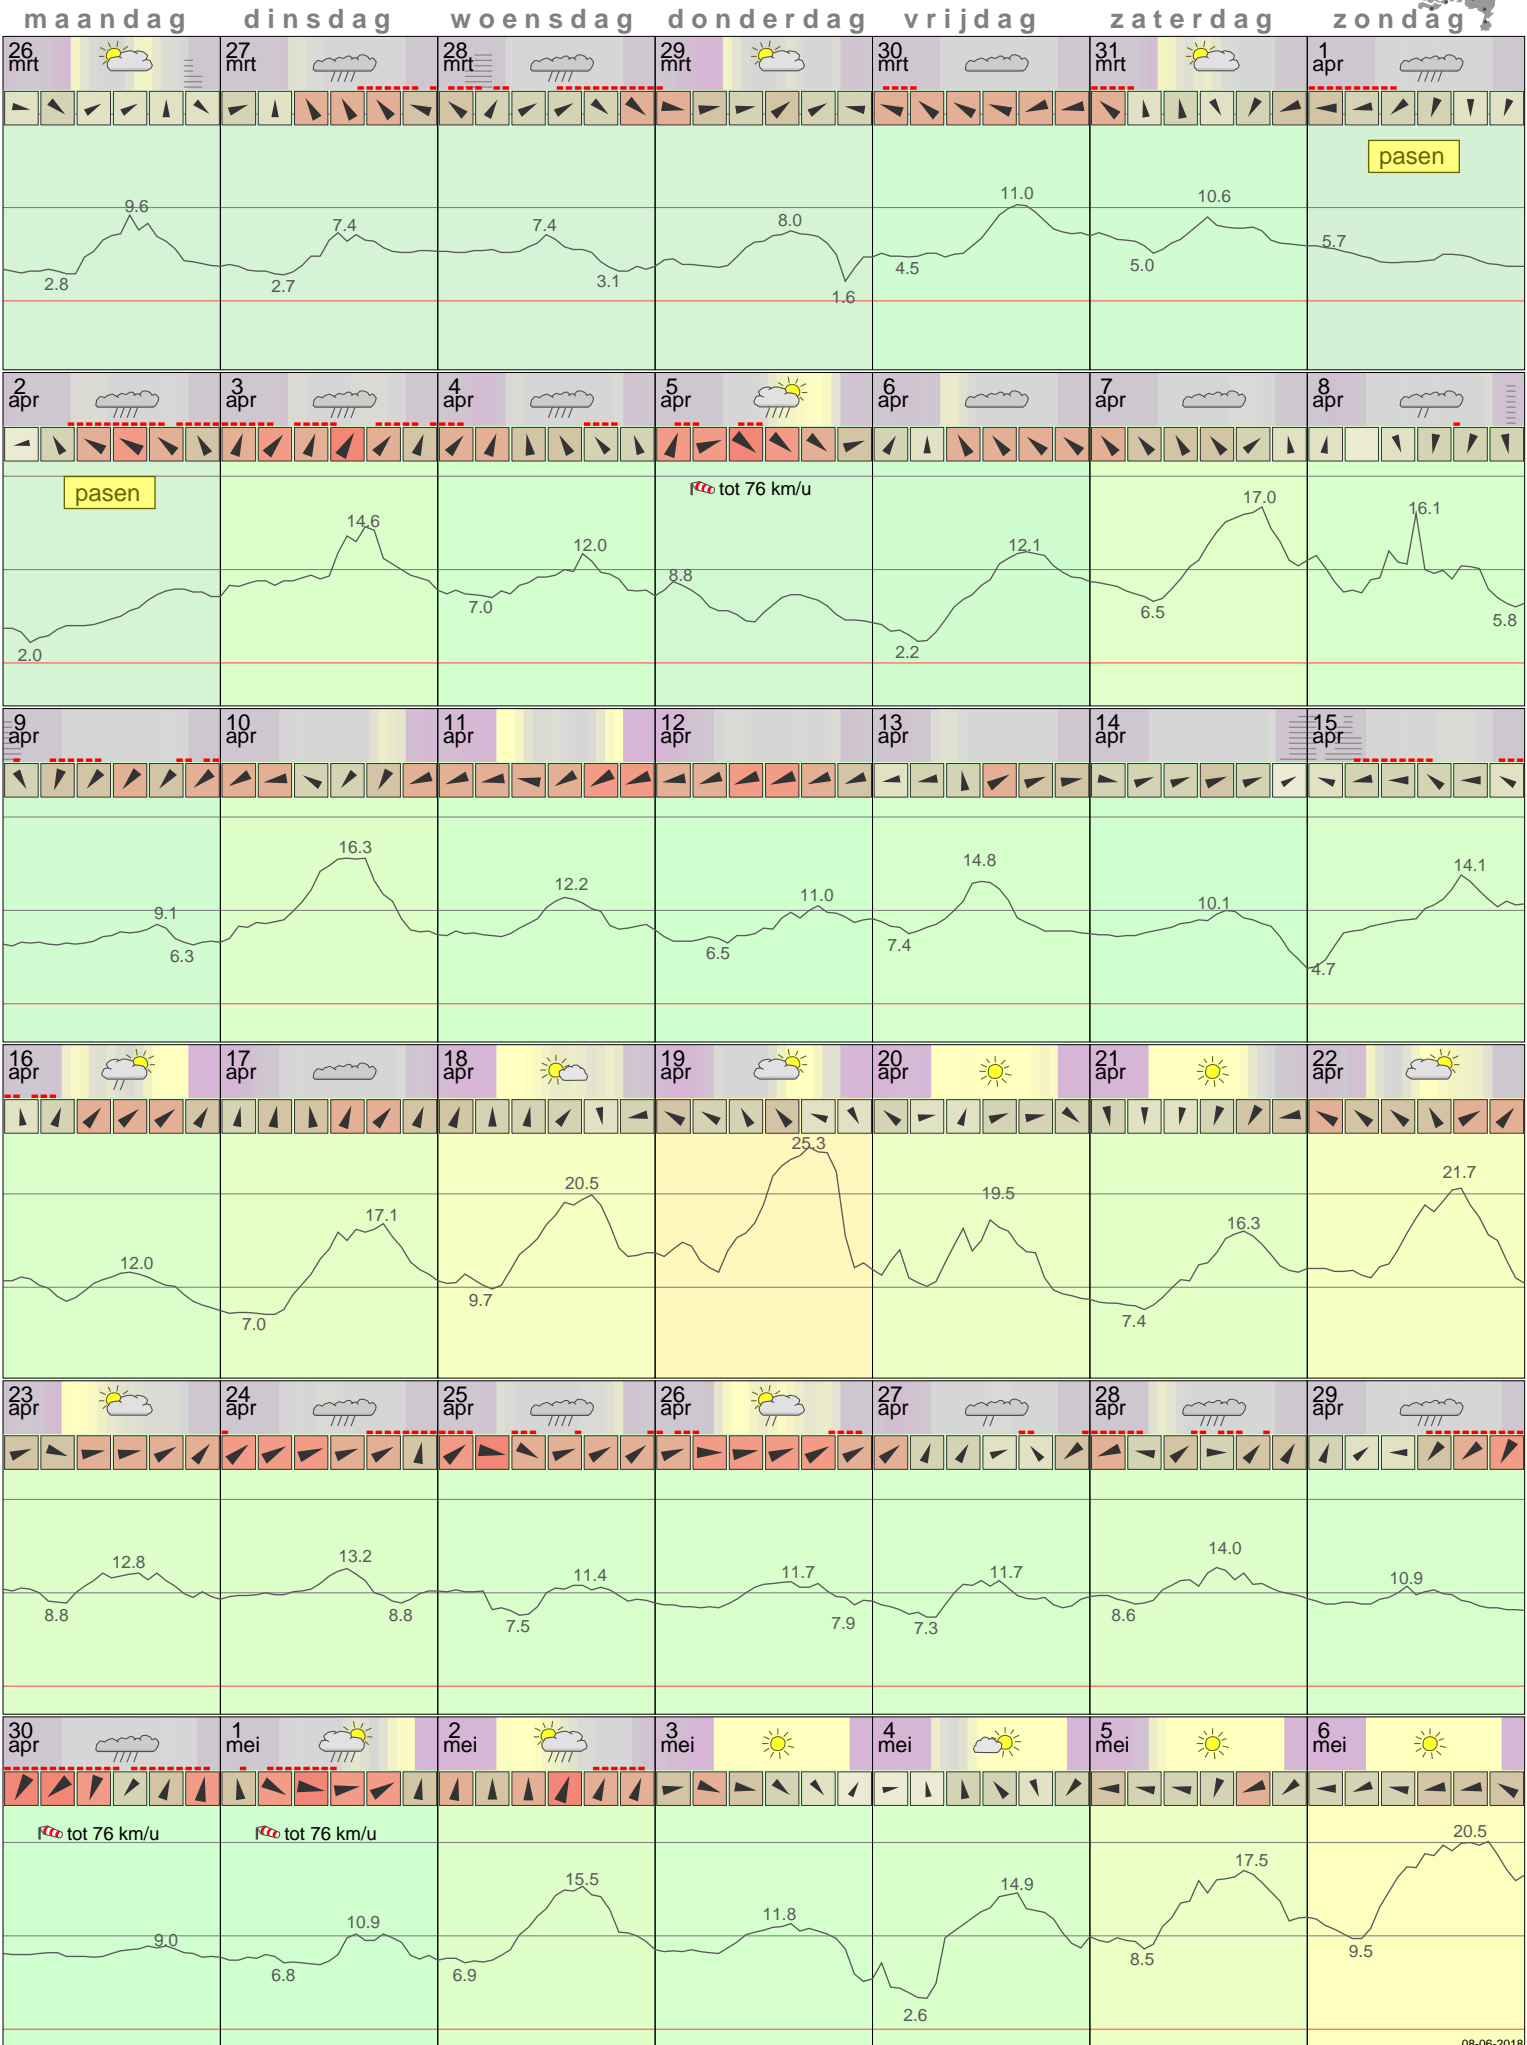 maandag dinsdag woensdag donderdag vrijdag zaterdag zondag
26 27 28 29 30 31 1
mrt mrt mrt mrt mrt mrt apr
pasen
9.6 7.4 7.4 8.0 11.0 10.6 5.7
2.8 2.7 3.1 1.6 4.5 5.0
2 3 4 5 6 7 8
apr apr apr apr apr apr apr
pasen tot 76 km/u
14.6 12.0 8.8 12.1 17.0 16.1
2.0 7.0 2.2 6.5 5.8
9 10 11 12 13 14 15
apr apr apr apr apr apr apr
9.1 16.3 12.2 11.0 14.8 10.1 14.1
6.3 6.5 7.4 4.7
16 17 18 19 20 21 22
apr apr apr apr apr apr apr
12.0 17.1 20.5 25.3 19.5 16.3 21.7
7.0 9.7 7.4
23 24 25 26 27 28 29
apr apr apr apr apr apr apr
12.8 13.2 11.4 11.7 11.7 14.0 10.9
8.8 8.8 7.5 7.9 7.3 8.6
30 1 2 3 4 5 6
apr mei mei mei mei mei mei
tot 76 km/u tot 76 km/u
9.0 10.9 15.5 11.8 14.9 17.5 20.5
6.8 6.9 2.6 8.5 9.5
08-06-2018